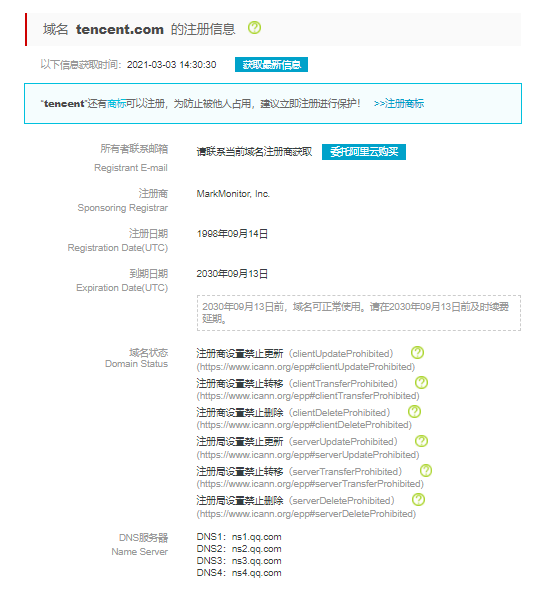 域名 tencent.com 的注册信息
以下信息获取时间：2021-03-03 14:30:30 获取最新信息
"tencent"还有商标可以注册，为防止被他人占用，建议立即注册进行保护！ >>注册商标
所有者联系邮箱 请联系当前域名注册商获取 委托阿里云购买
Registrant E-mail
注册商 MarkMonitor, Inc.
Sponsoring Registrar
注册日期 1998年09月14日
Registration Date(UTC)
到期日期 2030年09月13日
Expiration Date(UTC)
2030年09月13日前，域名可正常使用。请在2030年09月13日前及时续费
延期。
域名状态 注册商设置禁止更新（clientUpdateProhibited）
Domain Status (https://www.icann.org/epp#clientUpdateProhibited)
注册商设置禁止转移（clientTransferProhibited）
(https://www.icann.org/epp#clientTransferProhibited)
注册商设置禁止删除（clientDeleteProhibited）
(https://www.icann.org/epp#clientDeleteProhibited)
注册局设置禁止更新（serverUpdateProhibited）
(https://www.icann.org/epp#serverUpdateProhibited)
注册局设置禁止转移（serverTransferProhibited）
(https://www.icann.org/epp#serverTransferProhibited)
注册局设置禁止删除（serverDeleteProhibited）
(https://www.icann.org/epp#serverDeleteProhibited)
DNS服务器 DNS1：ns1.qq.com
Name Server DNS2：ns2.qq.com
DNS3：ns3.qq.com
DNS4：ns4.qq.com